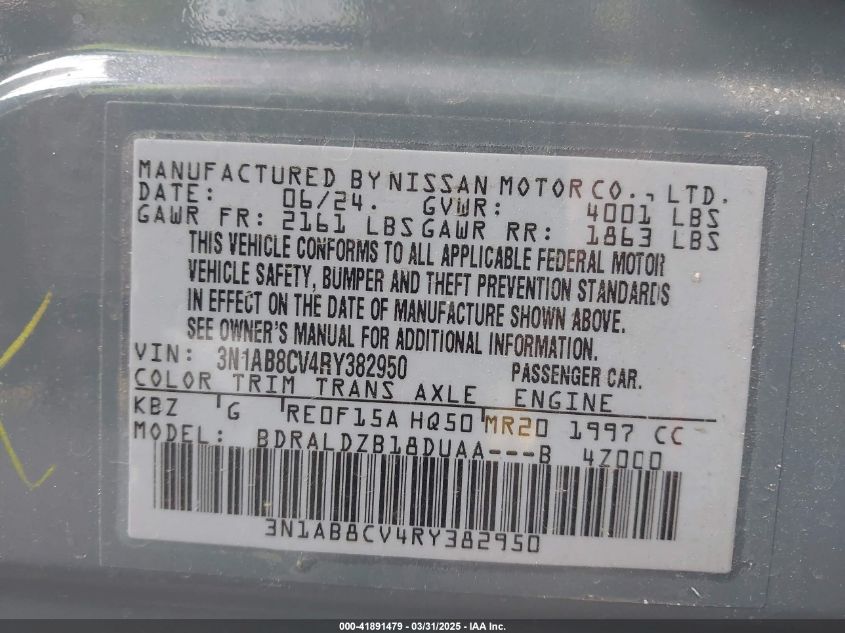 MANUFACTURED BY NISSAN MOTOR CO., LTD.
DATE: 06/24. GVWR: 4001 LBS
GAWR FR: 2161 LBS GAWR RR: 1863 LBS
THIS VEHICLE CONFORMS TO ALL APPLICABLE FEDERAL MOTOR
VEHICLE SAFETY, BUMPER AND THEFT PREVENTION STANDARDS
IN EFFECT ON THE DATE OF MANUFACTURE SHOWN ABOVE.
SEE OWNER'S MANUAL FOR ADDITIONAL INFORMATION.
VIN: 3N1AB8CV4RY382950 PASSENGER CAR.
COLOR TRIM TRANS AXLE ENGINE
KBZ G RE0F15A HQ50 MR20 1997 CC
MODEL: BDRALDZB18DUAA---B 4Z000
3N1AB8CV4RY382950
000-41891479 — 03/31/2025 — IAA Inc.